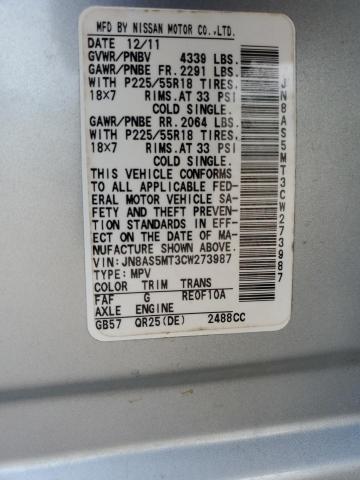 MFD BY NISSAN MOTOR CO.,LTD.
DATE 12/11
GVWR/PNBV 4339 LBS.
GAWR/PNBE FR.2291 LBS.
WITH P225/55R18 TIRES
18×7 RIMS.AT 33 PSI
COLD SINGLE.
GAWR/PNBE RR.2064 LBS.
WITH P225/55R18 TIRES
18×7 RIMS.AT 33 PSI
COLD SINGLE.
THIS VEHICLE CONFORMS
TO ALL APPLICABLE FED-
ERAL MOTOR VEHICLE SA-
FETY AND THEFT PREVEN-
TION STANDARDS IN EFF-
ECT ON THE DATE OF MA-
NUFACTURE SHOWN ABOVE.
VIN:JN8AS5MT3CW273987
TYPE:MPV
COLOR TRIM TRANS
FAF G RE0F10A
AXLE ENGINE
GB57 QR25(DE) 2488CC
JN8AS5MT3CW273987